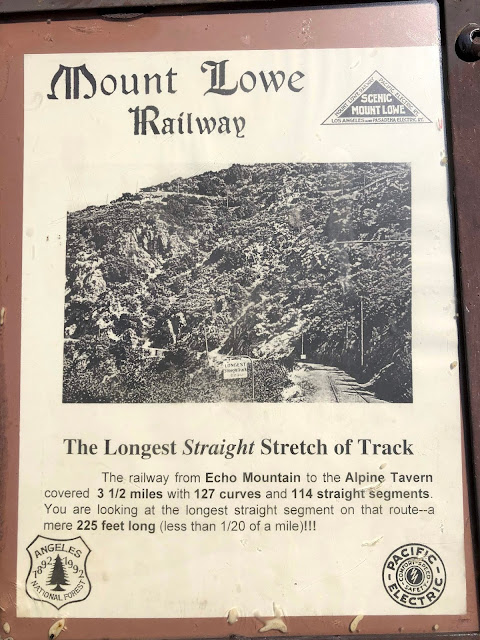 Mount Lowe
Railway
SCENIC
MOUNT LOWE
LOS ANGELES AND PASADENA ELECTRIC RY.
LONGEST
The Longest Straight Stretch of Track
The railway from Echo Mountain to the Alpine Tavern
covered 3 1/2 miles with 127 curves and 114 straight segments.
You are looking at the longest straight segment on that route--a
mere 225 feet long (less than 1/20 of a mile)!!!
ANGELES
1892 1992
NATIONAL FOREST
PACIFIC
COMFORT SPEED
SAFETY
ELECTRIC